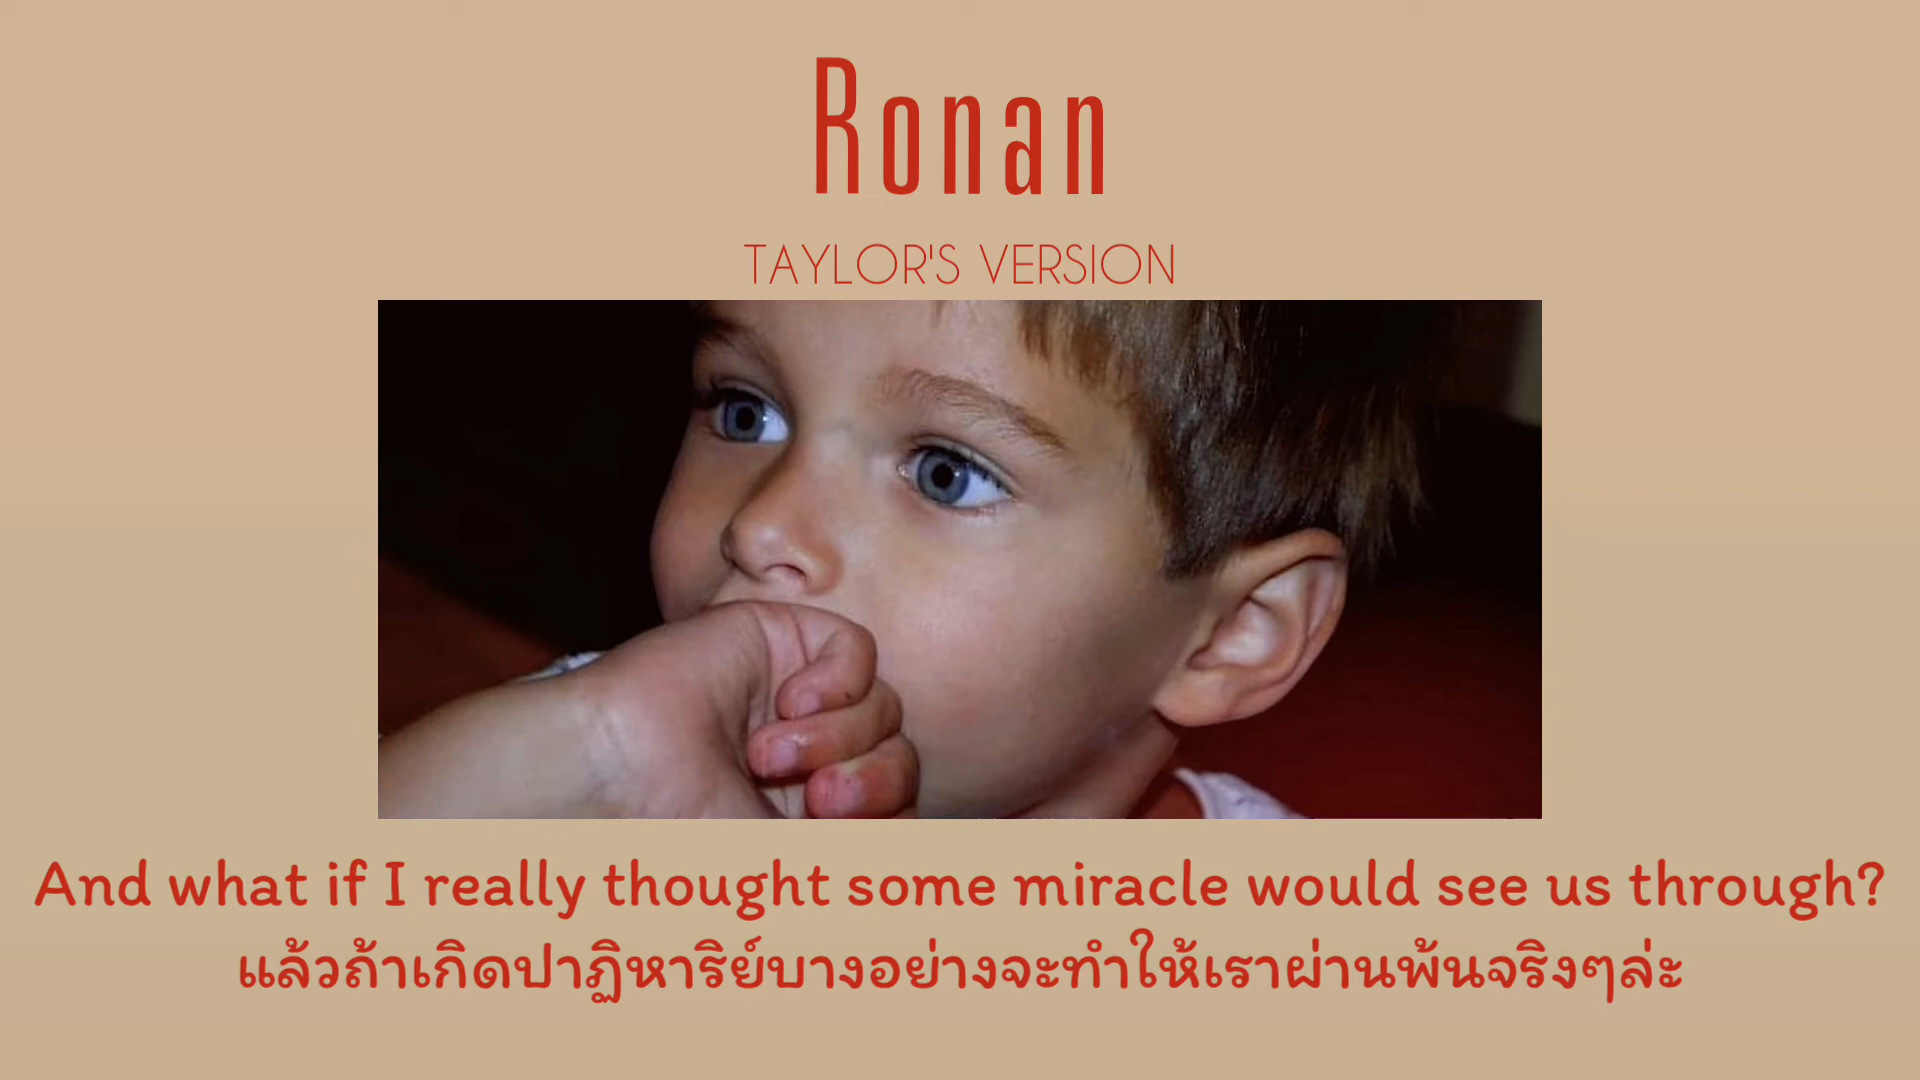 Ronan
TAYLOR'S VERSION
And what if I really thought some miracle would see us through?
แล้วถ้าเกิดปาฏิหาริย์บางอย่างจะทำให้เราผ่านพ้นจริงๆล่ะ